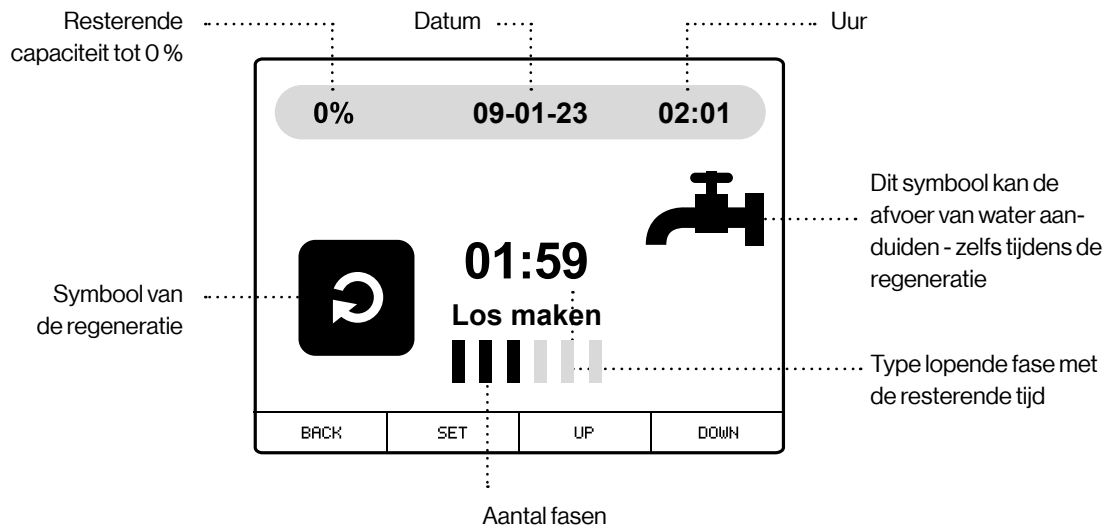 Resterende
capaciteit tot 0 %
Datum
Uur
0%
09-01-23
02:01
Dit symbool kan de
afvoer van water aan-
duiden - zelfs tijdens de
regeneratie
01:59
Symbool van
de regeneratie
Los maken
Type lopende fase met
de resterende tijd
BACK
SET
UP
DOWN
Aantal fasen